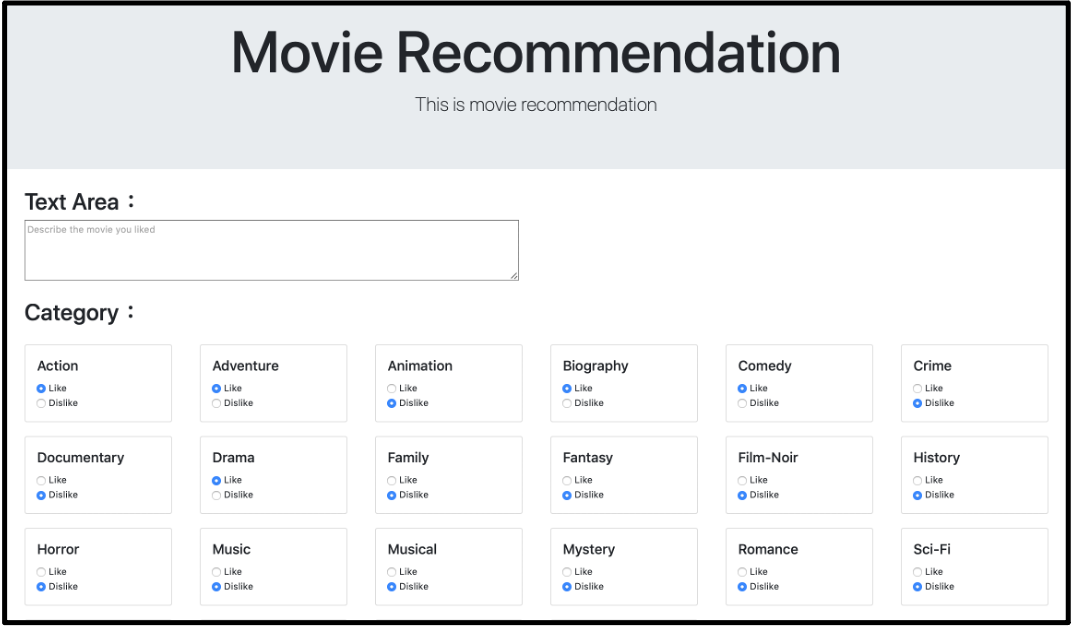 Movie Recommendation
This is movie recommendation
Text Area：
Describe the movie you liked
Category：
Action
Like
Dislike
Adventure
Like
Dislike
Animation
Like
Dislike
Biography
Like
Dislike
Comedy
Like
Dislike
Crime
Like
Dislike
Documentary
Like
Dislike
Drama
Like
Dislike
Family
Like
Dislike
Fantasy
Like
Dislike
Film-Noir
Like
Dislike
History
Like
Dislike
Horror
Like
Dislike
Music
Like
Dislike
Musical
Like
Dislike
Mystery
Like
Dislike
Romance
Like
Dislike
Sci-Fi
Like
Dislike